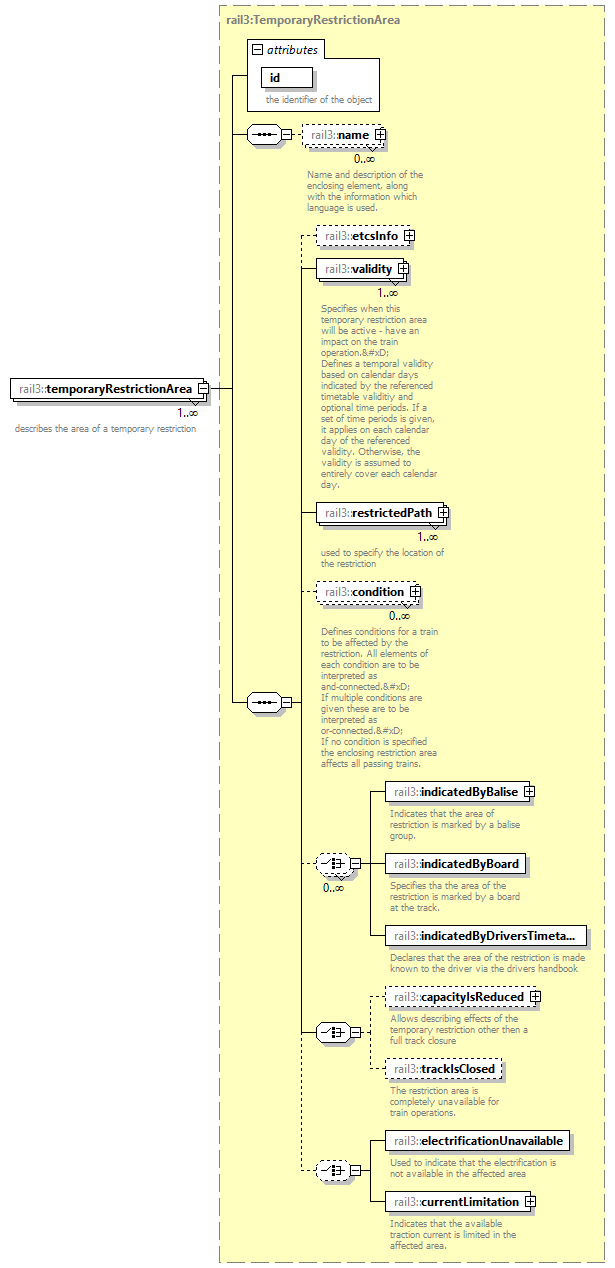 rail3:TemporaryRestrictionArea
attributes
id
the identifier of the object
rail3::name
0..∞
Name and description of the
enclosing element, along
with the information which
language is used.
rail3::etcsInfo
rail3::validity
1..∞
Specifies when this
temporary restriction area
will be active - have an
impact on the train
operation.&#xD;
Defines a temporal validity
based on calendar days
indicated by the referenced
timetable validitiy and
optional time periods. If a
set of time periods is given,
it applies on each calendar
day of the referenced
validity. Otherwise, the
validity is assumed to
entirely cover each calendar
day.
rail3::temporaryRestrictionArea
1..∞
describes the area of a temporary restriction
rail3::restrictedPath
1..∞
used to specify the location of
the restriction
rail3::condition
0..∞
Defines conditions for a train
to be affected by the
restriction. All elements of
each condition are to be
interpreted as
and-connected.&#xD;
If multiple conditions are
given these are to be
interpreted as
or-connected.&#xD;
If no condition is specified
the enclosing restriction area
affects all passing trains.
rail3::indicatedByBalise
Indicates that the area of
restriction is marked by a balise
group.
0..∞
rail3::indicatedByBoard
Specifies tha the area of the
restriction is marked by a board
at the track.
rail3::indicatedByDriversTimeta...
Declares that the area of the restriction is made
known to the driver via the drivers handbook
rail3::capacityIsReduced
Allows describing effects of the
temporary restriction other then a
full track closure
rail3::trackIsClosed
The restriction area is
completely unavailable for
train operations.
rail3::electrificationUnavailable
Used to indicate that the electrification is
not available in the affected area
rail3::currentLimitation
Indicates that the available
traction current is limited in the
affected area.